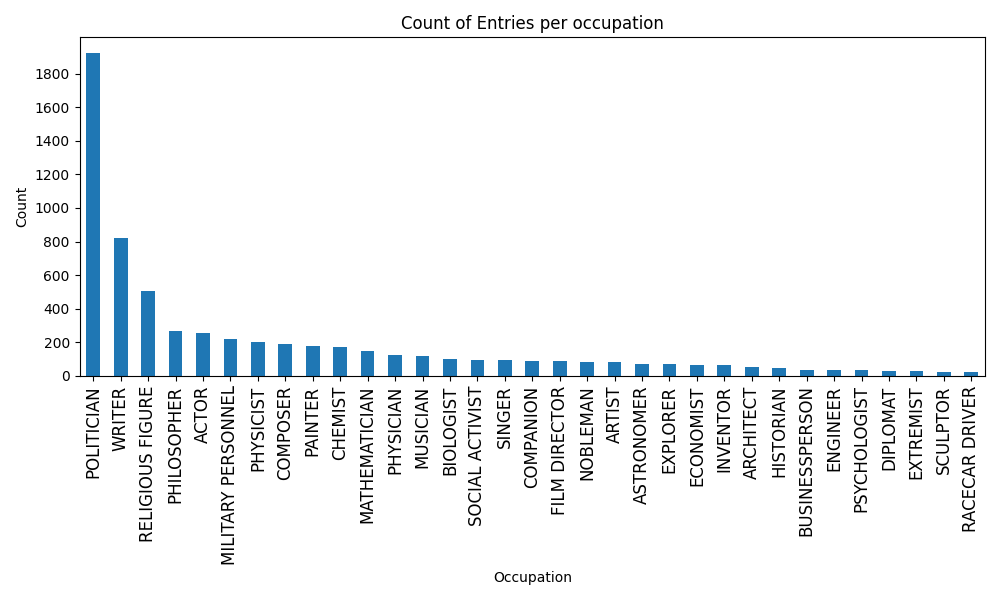 Count of Entries per occupation
Count
1800
1600
1400
1200
1000
800
600
400
200
0
POLITICIAN
WRITER
RELIGIOUS FIGURE
PHILOSOPHER
ACTOR
MILITARY PERSONNEL
PHYSICIST
COMPOSER
PAINTER
CHEMIST
MATHEMATICIAN
PHYSICIAN
MUSICIAN
BIOLOGIST
SOCIAL ACTIVIST
SINGER
COMPANION
FILM DIRECTOR
NOBLEMAN
ARTIST
ASTRONOMER
EXPLORER
ECONOMIST
INVENTOR
ARCHITECT
HISTORIAN
BUSINESSPERSON
ENGINEER
PSYCHOLOGIST
DIPLOMAT
EXTREMIST
SCULPTOR
RACECAR DRIVER
Occupation